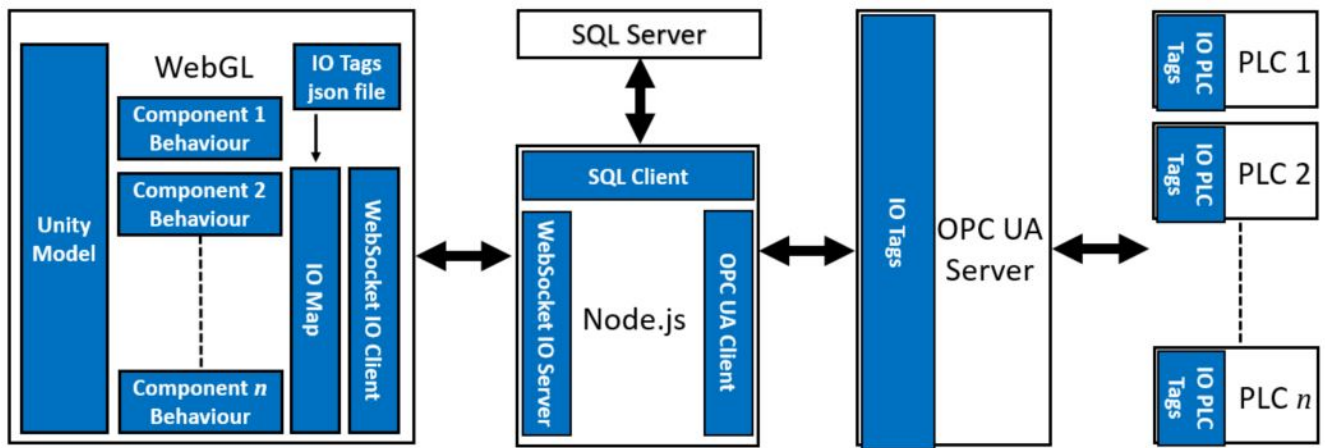 WebGL
Unity
Model
Component 1
Behaviour
Component 2
Behaviour
Component n
Behaviour
IO Tags
json file
IO Map
WebSocket IO Client
SQL Server
SQL Client
WebSocket IO Server
Node.js
OPC UA Client
IO Tags
OPC UA
Server
IO PLC
Tags
PLC 1
IO PLC
Tags
PLC 2
IO PLC
Tags
PLC n